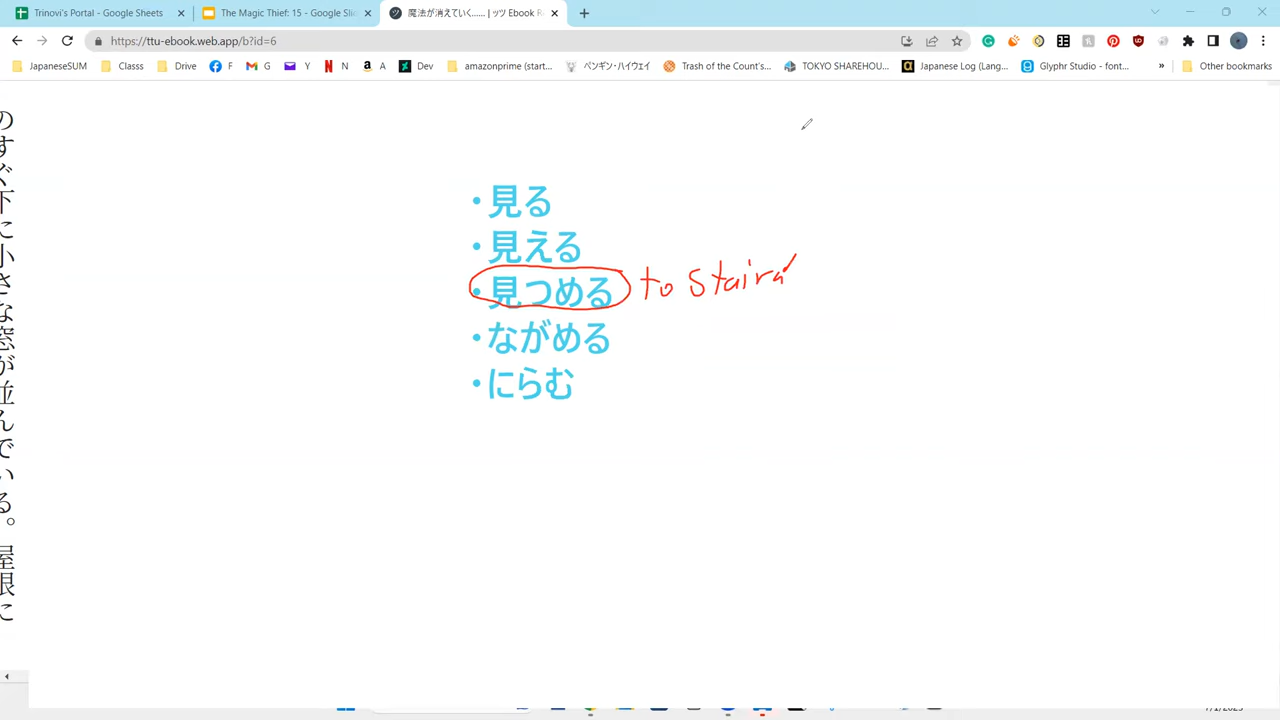 Trinovi's Portal - Google Sheets
The Magic Thief: 15 - Google Slid
魔法が消えていく…… | ッツ Ebook R
https://ttu-ebook.web.app/b?id=6
JapaneseSUM
Classs
Drive
F
G
Y
N
A
Dev
amazonprime (start...
ペンギン・ハイウェイ
Trash of the Count's...
TOKYO SHAREHOU...
Japanese Log (Lang...
Glyphr Studio - font...
»
Other bookmarks
のすぐ下に小さな窓が並んでいる。屋根に
・見る
・見える
・見つめる to staira
・ながめる
・にらむ